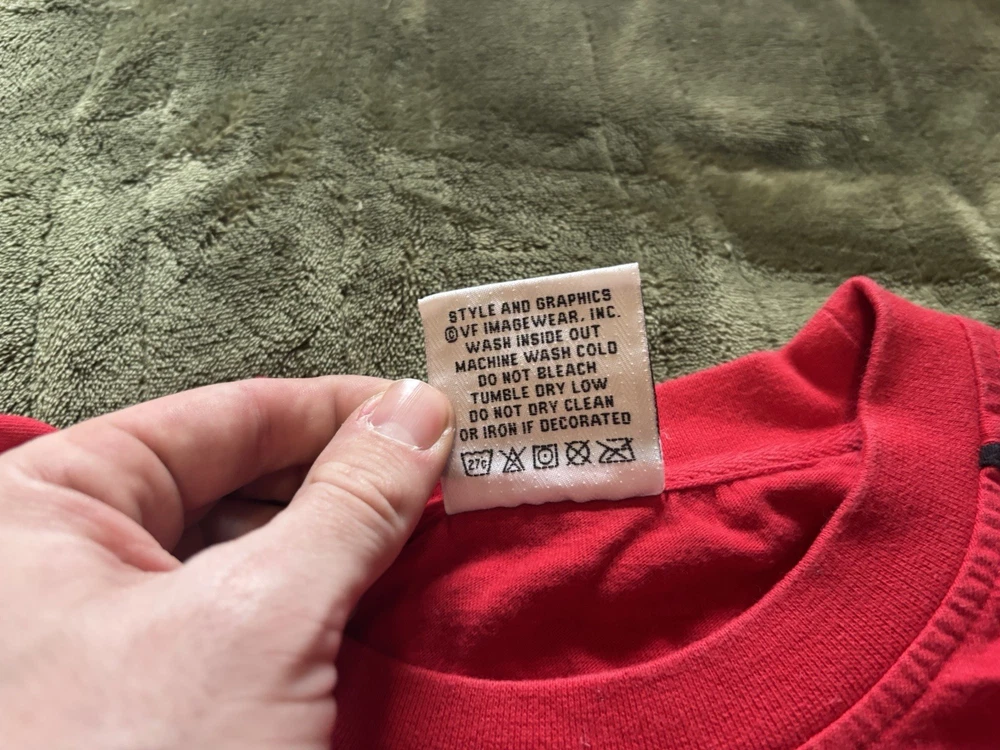 STYLE AND GRAPHICS
©VF IMAGEWEAR, INC.
WASH INSIDE OUT
MACHINE WASH COLD
DO NOT BLEACH
TUMBLE DRY LOW
DO NOT DRY CLEAN
OR IRON IF DECORATED
27C